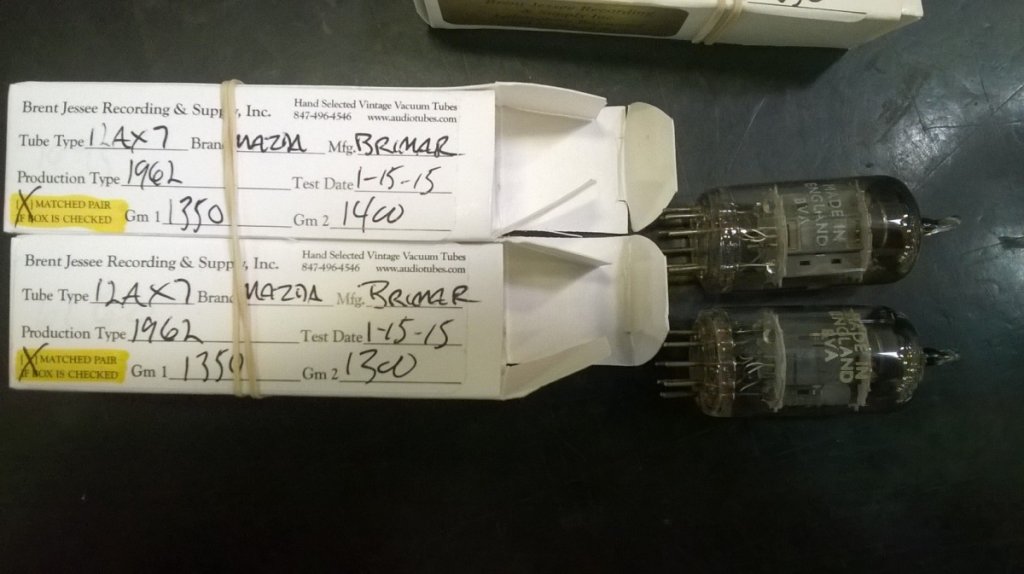 Brent Jessee Recording
Brent Jessee Recording & Supply, Inc.
Hand Selected Vintage Vacuum Tubes
847-496-4546 www.audiotubes.com
Tube Type 12AX7 Brand MAZDA Mfg. BRIMAR
Production Type 1962 Test Date 1-15-15
[X] MATCHED PAIR
IF BOX IS CHECKED
Gm 1 1350 Gm 2 1400
Brent Jessee Recording & Supply, Inc.
Hand Selected Vintage Vacuum Tubes
847-496-4546 www.audiotubes.com
Tube Type 12AX7 Brand MAZDA Mfg. BRIMAR
Production Type 1962 Test Date 1-15-15
[X] MATCHED PAIR
IF BOX IS CHECKED
Gm 1 1350 Gm 2 1300
MADE IN
ENGLAND
MADE IN
ENGLAND